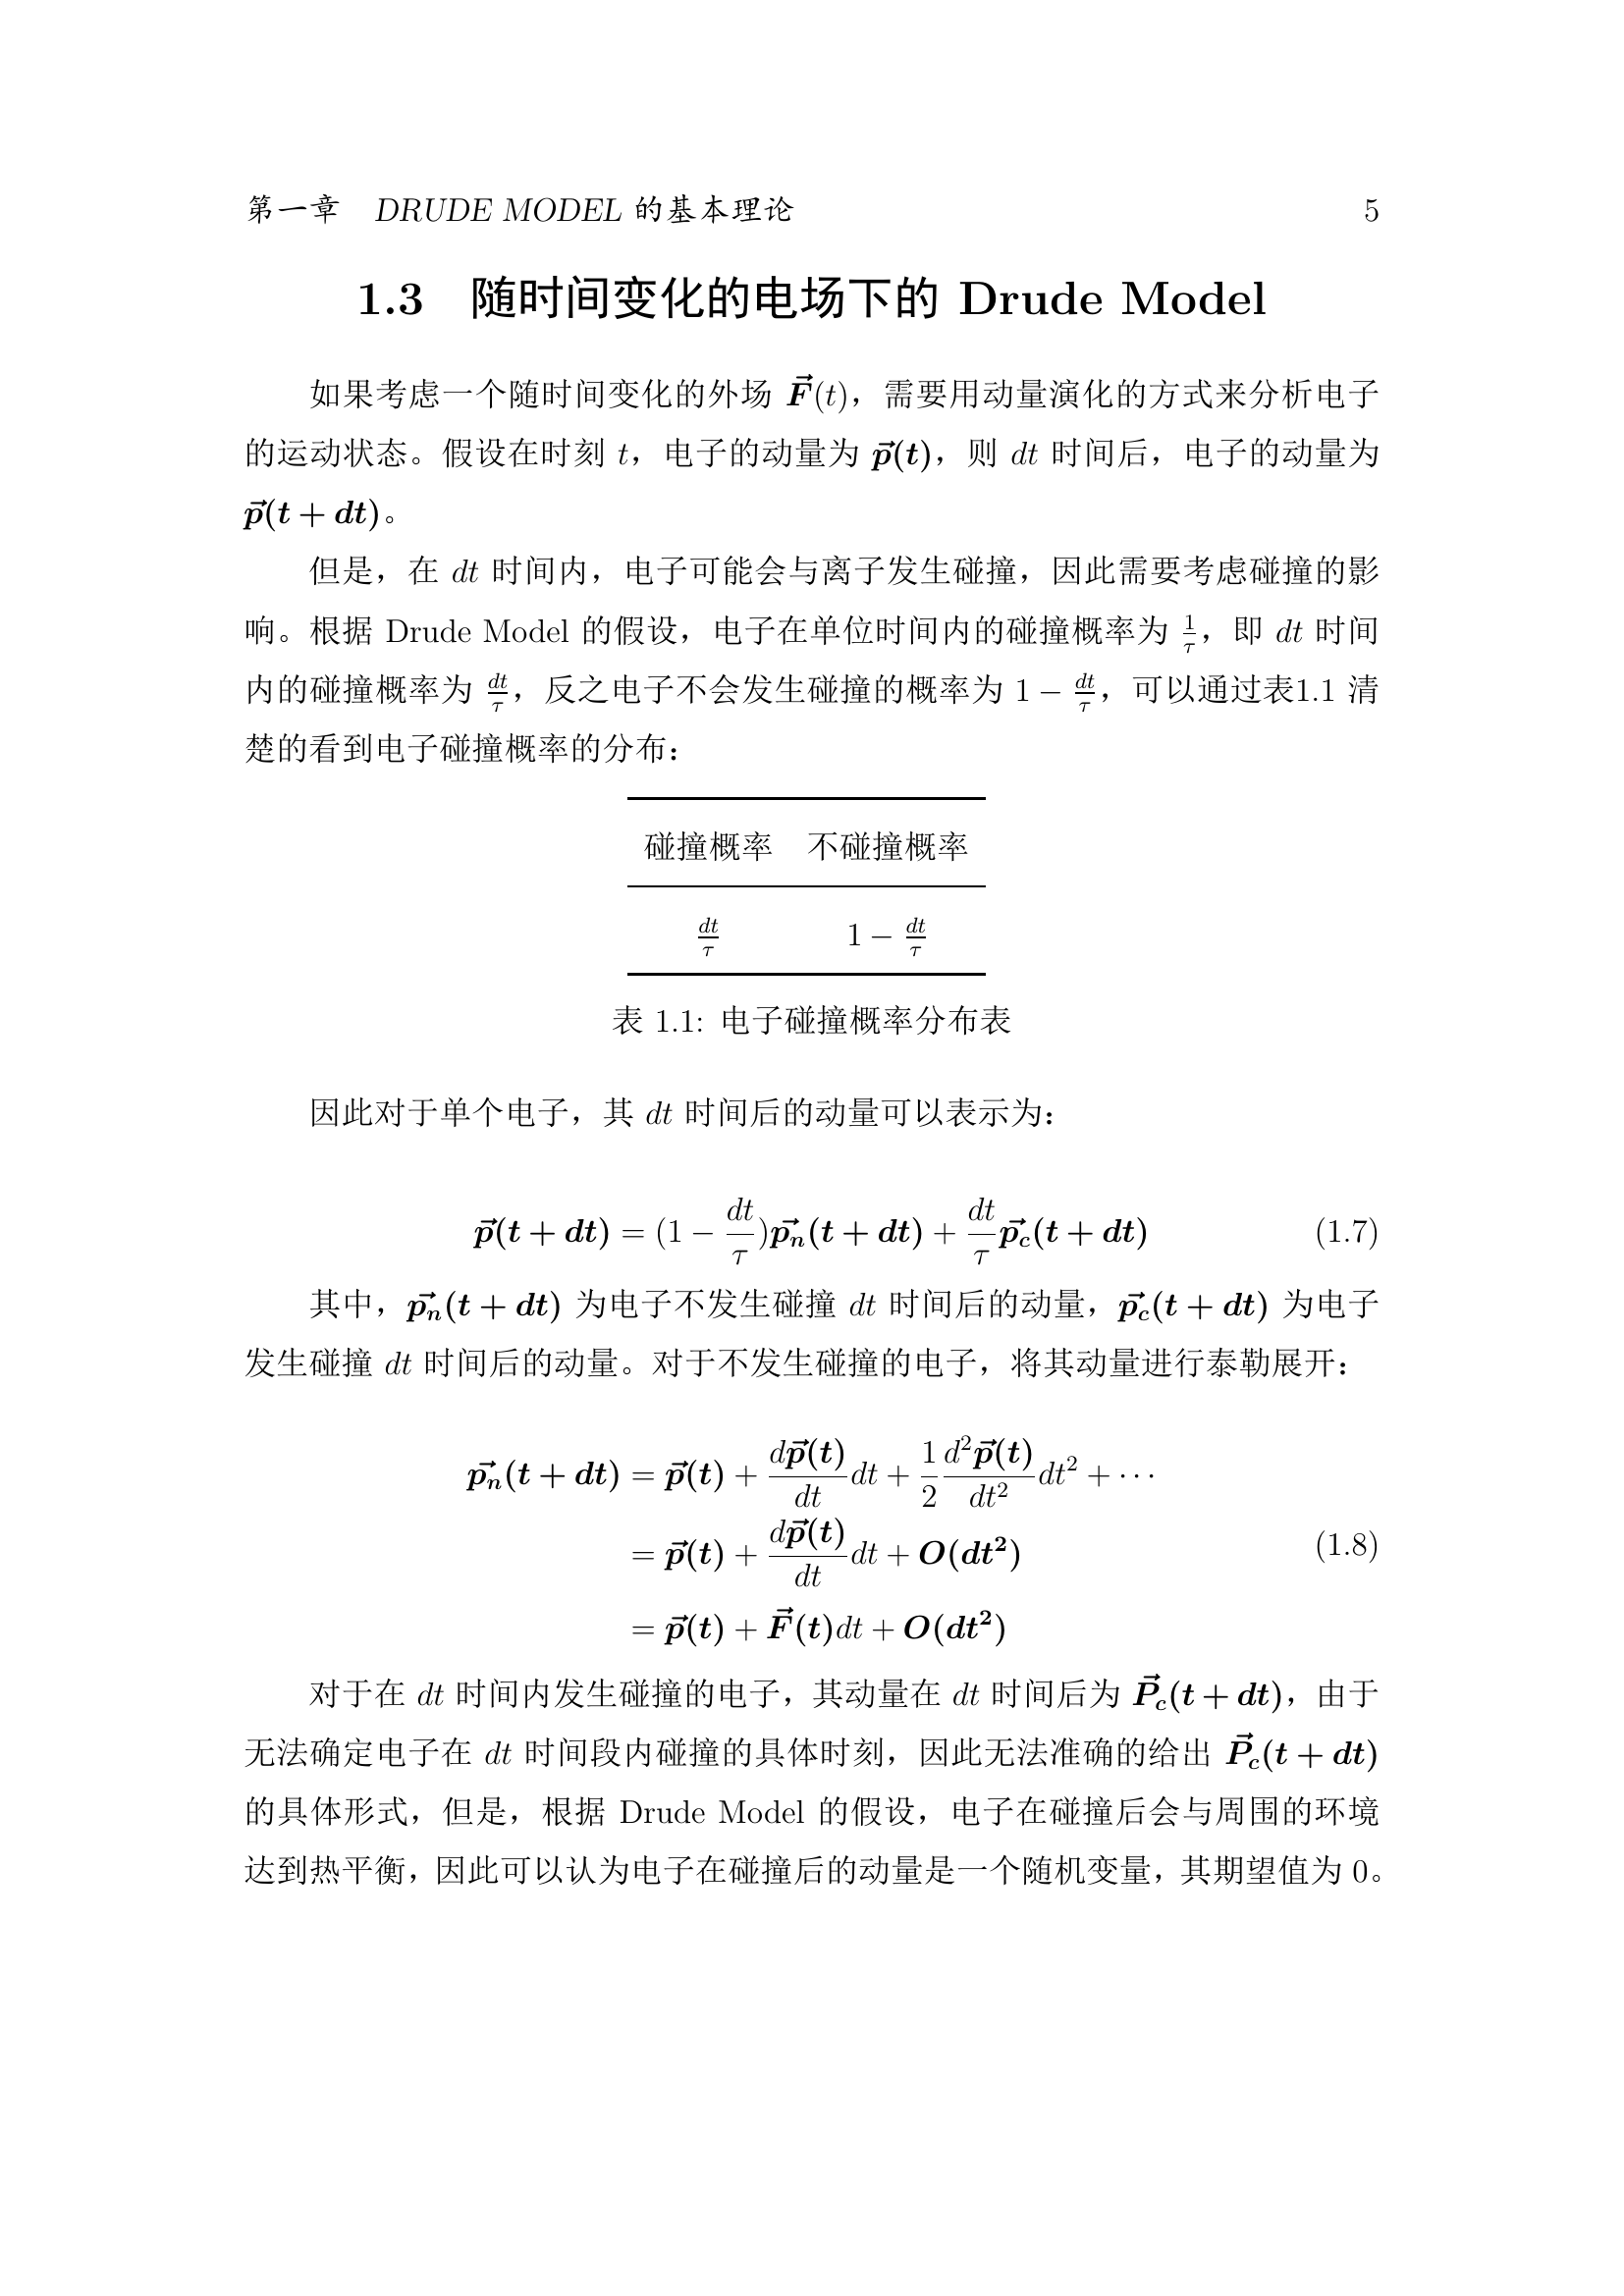 第一章 DRUDE MODEL 的基本理论 5
1.3 随时间变化的电场下的 Drude Model
如果考虑一个随时间变化的外场 $\vec{\boldsymbol{F}}(t)$，需要用动量演化的方式来分析电子
的运动状态。假设在时刻 $t$，电子的动量为 $\boldsymbol{\vec{p}(t)}$，则 $dt$ 时间后，电子的动量为
$\boldsymbol{\vec{p}(t+dt)}$。
但是，在 $dt$ 时间内，电子可能会与离子发生碰撞，因此需要考虑碰撞的影
响。根据 Drude Model 的假设，电子在单位时间内的碰撞概率为 $\frac{1}{\tau}$，即 $dt$ 时间
内的碰撞概率为 $\frac{dt}{\tau}$，反之电子不会发生碰撞的概率为 $1-\frac{dt}{\tau}$，可以通过表1.1 清
楚的看到电子碰撞概率的分布：
碰撞概率 不碰撞概率
$\frac{dt}{\tau}$ $1-\frac{dt}{\tau}$
表 1.1: 电子碰撞概率分布表
因此对于单个电子，其 $dt$ 时间后的动量可以表示为：
$\boldsymbol{\vec{p}(t+dt)} = (1-\frac{dt}{\tau})\boldsymbol{\vec{p_n}(t+dt)} + \frac{dt}{\tau}\boldsymbol{\vec{p_c}(t+dt)}$ (1.7)
其中，$\boldsymbol{\vec{p_n}(t+dt)}$ 为电子不发生碰撞 $dt$ 时间后的动量，$\boldsymbol{\vec{p_c}(t+dt)}$ 为电子
发生碰撞 $dt$ 时间后的动量。对于不发生碰撞的电子，将其动量进行泰勒展开：
$\boldsymbol{\vec{p_n}(t+dt)} = \boldsymbol{\vec{p}(t)} + \frac{d\boldsymbol{\vec{p}(t)}}{dt}dt + \frac{1}{2}\frac{d^2\boldsymbol{\vec{p}(t)}}{dt^2}dt^2 + \cdots$
$= \boldsymbol{\vec{p}(t)} + \frac{d\boldsymbol{\vec{p}(t)}}{dt}dt + \boldsymbol{O(dt^2)}$ (1.8)
$= \boldsymbol{\vec{p}(t)} + \boldsymbol{\vec{F}(t)}dt + \boldsymbol{O(dt^2)}$
对于在 $dt$ 时间内发生碰撞的电子，其动量在 $dt$ 时间后为 $\boldsymbol{\vec{P}_c(t+dt)}$，由于
无法确定电子在 $dt$ 时间段内碰撞的具体时刻，因此无法准确的给出 $\boldsymbol{\vec{P}_c(t+dt)}$
的具体形式，但是，根据 Drude Model 的假设，电子在碰撞后会与周围的环境
达到热平衡，因此可以认为电子在碰撞后的动量是一个随机变量，其期望值为 0。